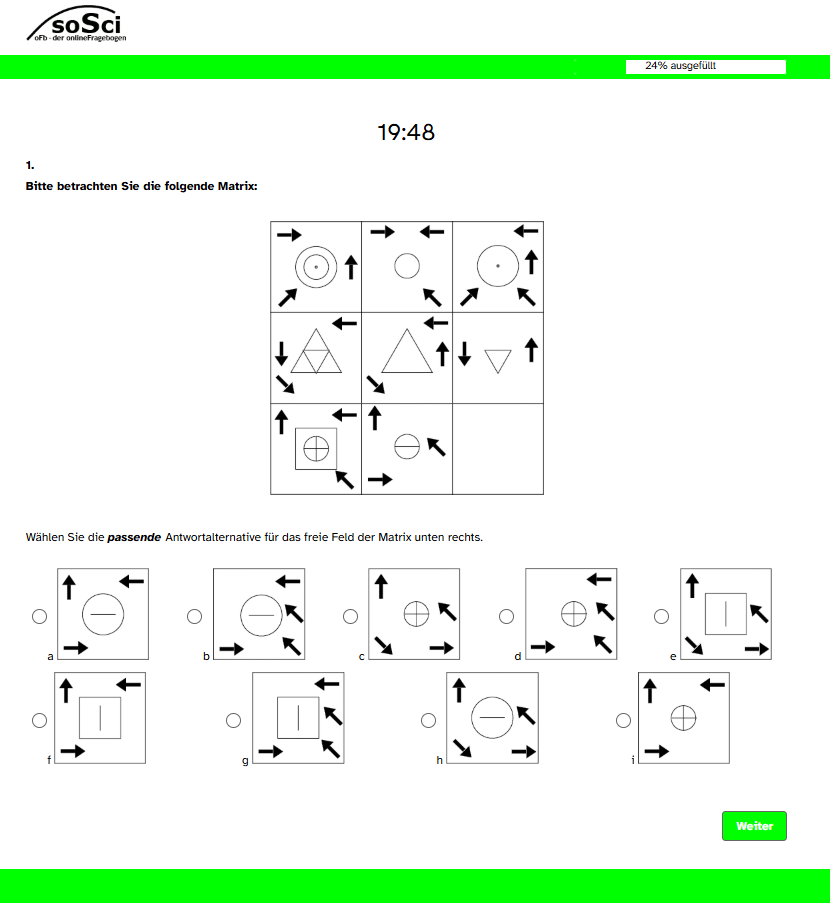 soSci
oFb - der onlineFragebogen
24% ausgefüllt
19:48
1.
Bitte betrachten Sie die folgende Matrix:
Wählen Sie die passende Antwortalternative für das freie Feld der Matrix unten rechts.
a b c d e
f g h i
Weiter